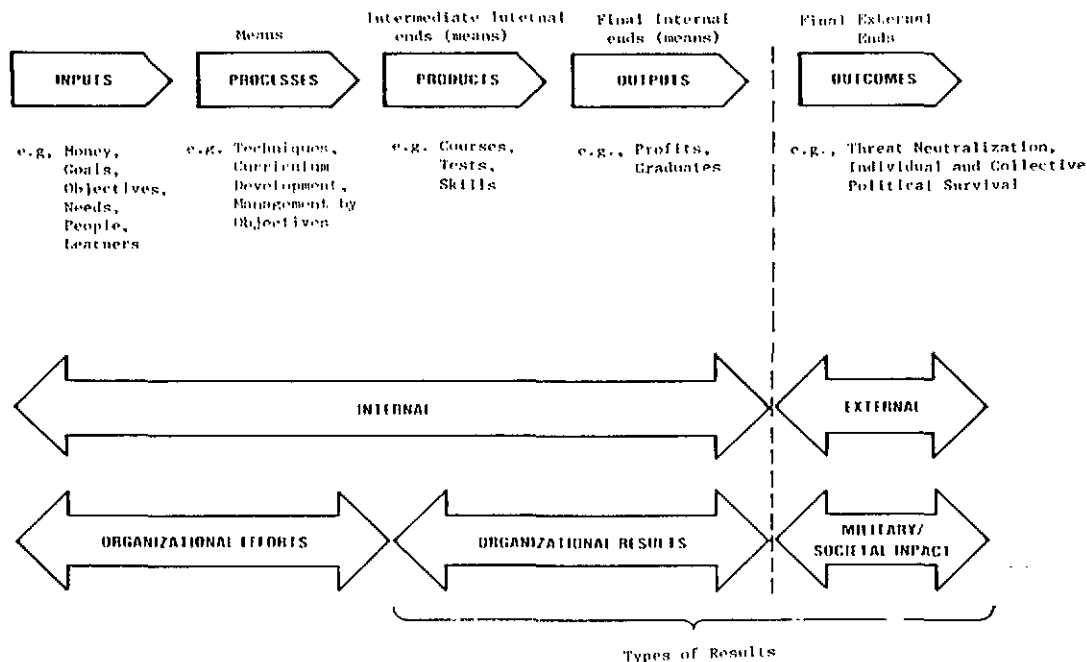 Means
Intermediate Internal
ends (means)
Final Internal
ends (means)
Final External
Ends
INPUTS
PROCESSES
PRODUCTS
OUTPUTS
OUTCOMES
e.g, Money,
Goals,
Objectives,
Needs,
People,
Learners
e.g. Techniques,
Curriculum
Development,
Management by
Objectives
e.g. Courses,
Tests,
Skills
e.g., Profits,
Graduates
e.g., Threat Neutralization,
Individual and Collective
Political Survival
INTERNAL
EXTERNAL
ORGANIZATIONAL EFFORTS
ORGANIZATIONAL RESULTS
MILITARY/
SOCIETAL INPACT
Types of Results